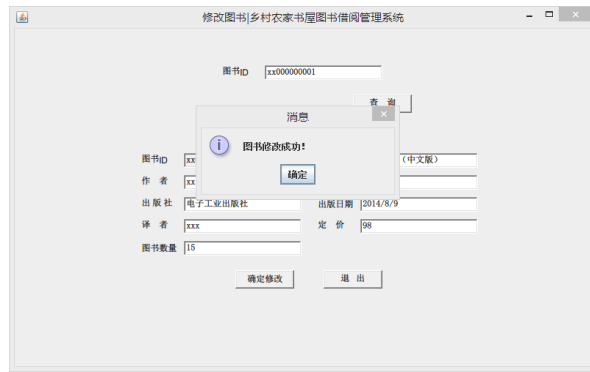 修改图书|乡村农家书屋图书借阅管理系统
图书ID xx000000001
查 询
消息
图书修改成功!
确定
图书ID xx （中文版）
作 者 xx
出 版 社 电子工业出版社 出版日期 2014/8/9
译 者 xxx 定 价 98
图书数量 15
确定修改 退 出